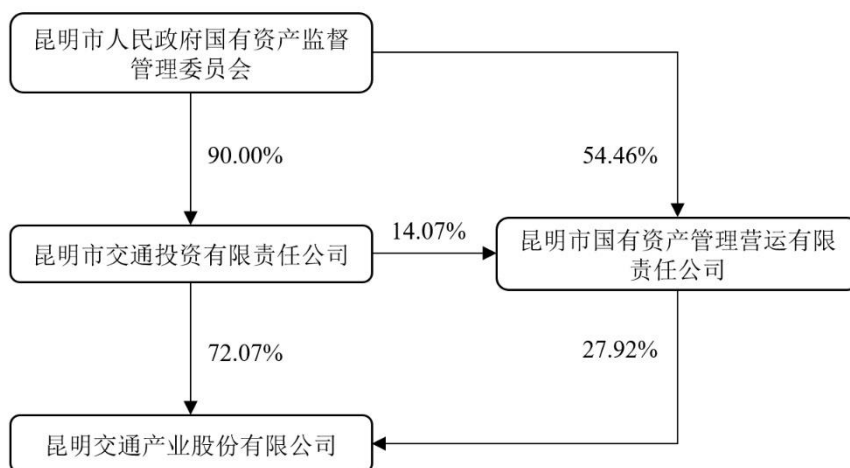 昆明市人民政府国有资产监督
管理委员会
90.00%
54.46%
昆明市交通投资有限责任公司
14.07%
昆明市国有资产管理营运有限
责任公司
72.07%
27.92%
昆明交通产业股份有限公司